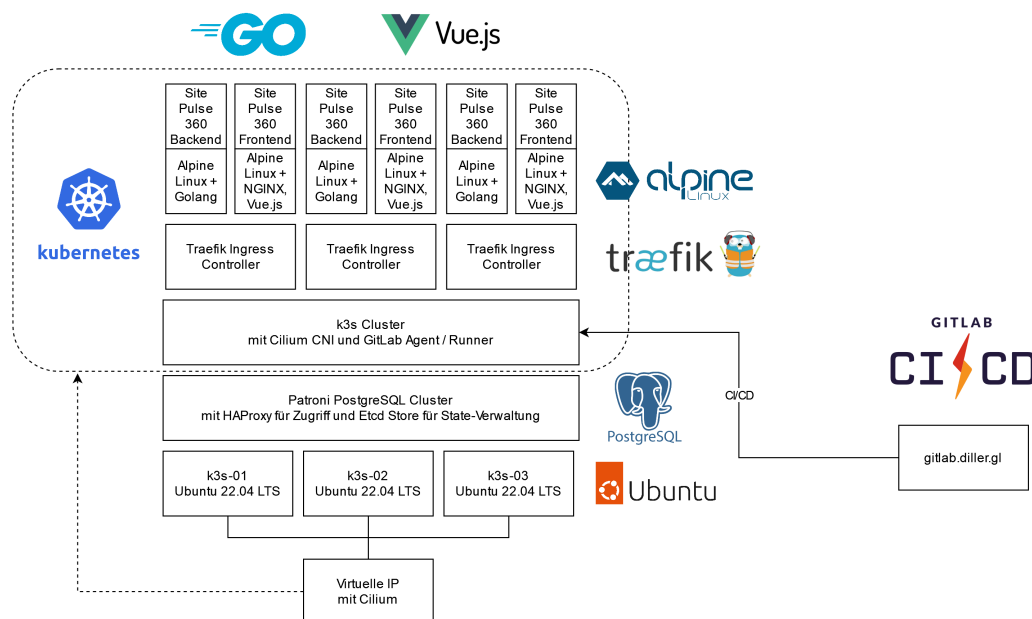 GO
Vue.js
Site
Pulse
360
Backend
Site
Pulse
360
Frontend
Site
Pulse
360
Backend
Site
Pulse
360
Frontend
Site
Pulse
360
Backend
Site
Pulse
360
Frontend
Alpine
Linux +
Golang
Alpine
Linux +
NGINX,
Vue.js
Alpine
Linux +
Golang
Alpine
Linux +
NGINX,
Vue.js
Alpine
Linux +
Golang
Alpine
Linux +
NGINX,
Vue.js
kubernetes
alpine
Linux
Traefik Ingress
Controller
Traefik Ingress
Controller
Traefik Ingress
Controller
træfik
k3s Cluster
mit Cilium CNI und GitLab Agent / Runner
GITLAB
CI CD
Patroni PostgreSQL Cluster
mit HAProxy für Zugriff und Etcd Store für State-Verwaltung
PostgreSQL
CI/CD
gitlab.diller.gl
k3s-01
Ubuntu 22.04 LTS
k3s-02
Ubuntu 22.04 LTS
k3s-03
Ubuntu 22.04 LTS
Ubuntu
Virtuelle IP
mit Cilium